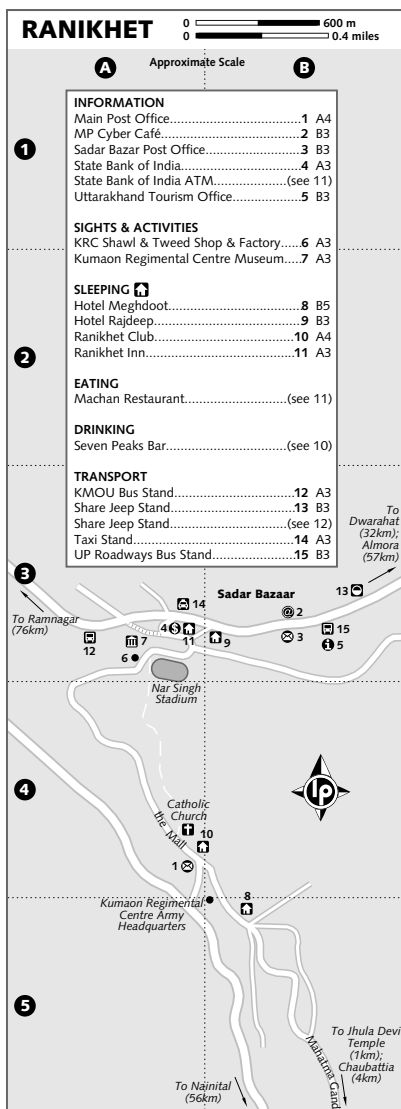 RANIKHET
0 600 m
0 0.4 miles
Approximate Scale
A B
1
INFORMATION
Main Post Office..............................1 A4
MP Cyber Café................................2 B3
Sadar Bazar Post Office....................3 B3
State Bank of India..........................4 A3
State Bank of India ATM.............(see 11)
Uttarakhand Tourism Office..............5 B3
SIGHTS & ACTIVITIES
KRC Shawl & Tweed Shop & Factory.....6 A3
Kumaon Regimental Centre Museum...7 A3
SLEEPING
Hotel Meghdoot..............................8 B5
Hotel Rajdeep.................................9 B3
Ranikhet Club................................10 A4
Ranikhet Inn..................................11 A3
2
EATING
Machan Restaurant....................(see 11)
DRINKING
Seven Peaks Bar........................(see 10)
TRANSPORT
KMOU Bus Stand...........................12 A3
Share Jeep Stand...........................13 B3
Share Jeep Stand.......................(see 12)
Taxi Stand....................................14 A3
UP Roadways Bus Stand.................15 B3
To
Dwarahat
(32km);
Almora
(57km)
3
Sadar Bazaar
13
14
@ 2
To Ramnagar
(76km)
12
7
4 $
11
9
3
15
i 5
6
Nar Singh
Stadium
4
lp
Catholic
Church
the Mall
10
1
8
Kumaon Regimental
Centre Army
Headquarters
5
To Jhula Devi
Temple
(1km);
Chaubattia
(4km)
Mahatma Gand
To Nainital
(56km)